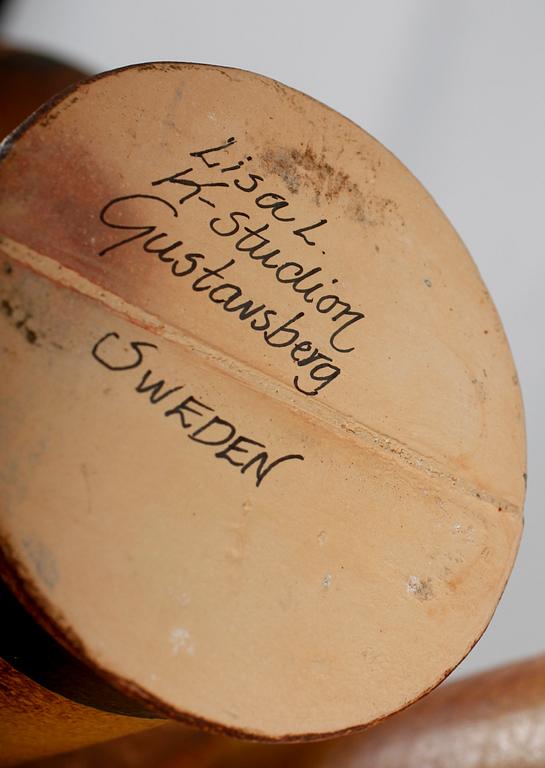 Lisa L.
K-Studion
Gustavsberg
SWEDEN